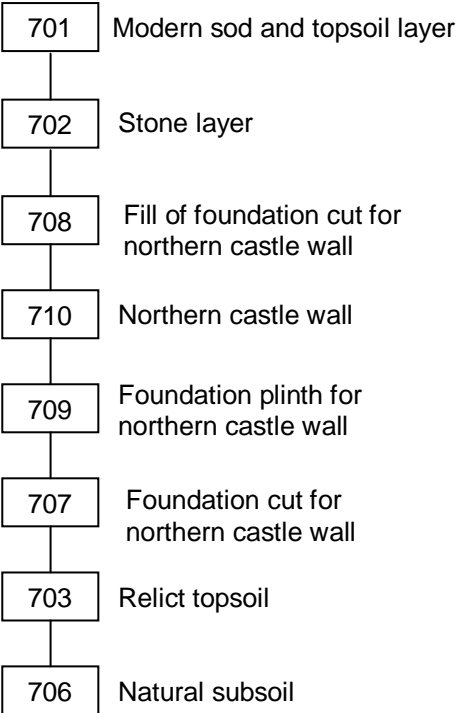 701 Modern sod and topsoil layer
702 Stone layer
708 Fill of foundation cut for
northern castle wall
710 Northern castle wall
709 Foundation plinth for
northern castle wall
707 Foundation cut for
northern castle wall
703 Relict topsoil
706 Natural subsoil